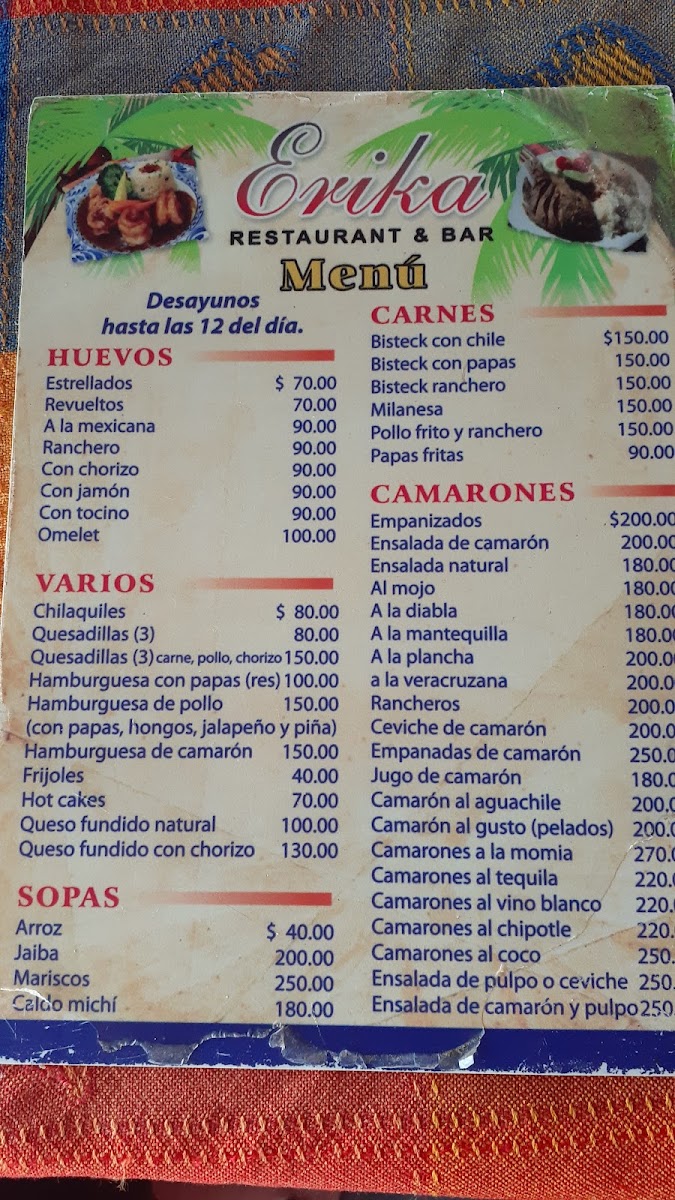 Erika
RESTAURANT & BAR
Menú
Desayunos
hasta las 12 del día.
HUEVOS
Estrellados $ 70.00
Revueltos 70.00
A la mexicana 90.00
Ranchero 90.00
Con chorizo 90.00
Con jamón 90.00
Con tocino 90.00
Omelet 100.00
VARIOS
Chilaquiles $ 80.00
Quesadillas (3) 80.00
Quesadillas (3) carne, pollo, chorizo 150.00
Hamburguesa con papas (res) 100.00
Hamburguesa de pollo 150.00
(con papas, hongos, jalapeño y piña)
Hamburguesa de camarón 150.00
Frijoles 40.00
Hot cakes 70.00
Queso fundido natural 100.00
Queso fundido con chorizo 130.00
SOPAS
Arroz $ 40.00
Jaiba 200.00
Mariscos 250.00
Caldo michí 180.00
CARNES
Bisteck con chile $150.00
Bisteck con papas 150.00
Bisteck ranchero 150.00
Milanesa 150.00
Pollo frito y ranchero 150.00
Papas fritas 90.00
CAMARONES
Empanizados $200.00
Ensalada de camarón 200.00
Ensalada natural 180.00
Al mojo 180.00
A la diabla 180.00
A la mantequilla 180.00
A la plancha 200.0
a la veracruzana 200.0
Rancheros 200.0
Ceviche de camarón 200.0
Empanadas de camarón 250.0
Jugo de camarón 180.0
Camarón al aguachile 200.0
Camarón al gusto (pelados) 200.0
Camarones a la momia 270.0
Camarones al tequila 220.0
Camarones al vino blanco 220.
Camarones al chipotle 220.
Camarones al coco 250.
Ensalada de pulpo o ceviche 250.
Ensalada de camarón y pulpo 250.